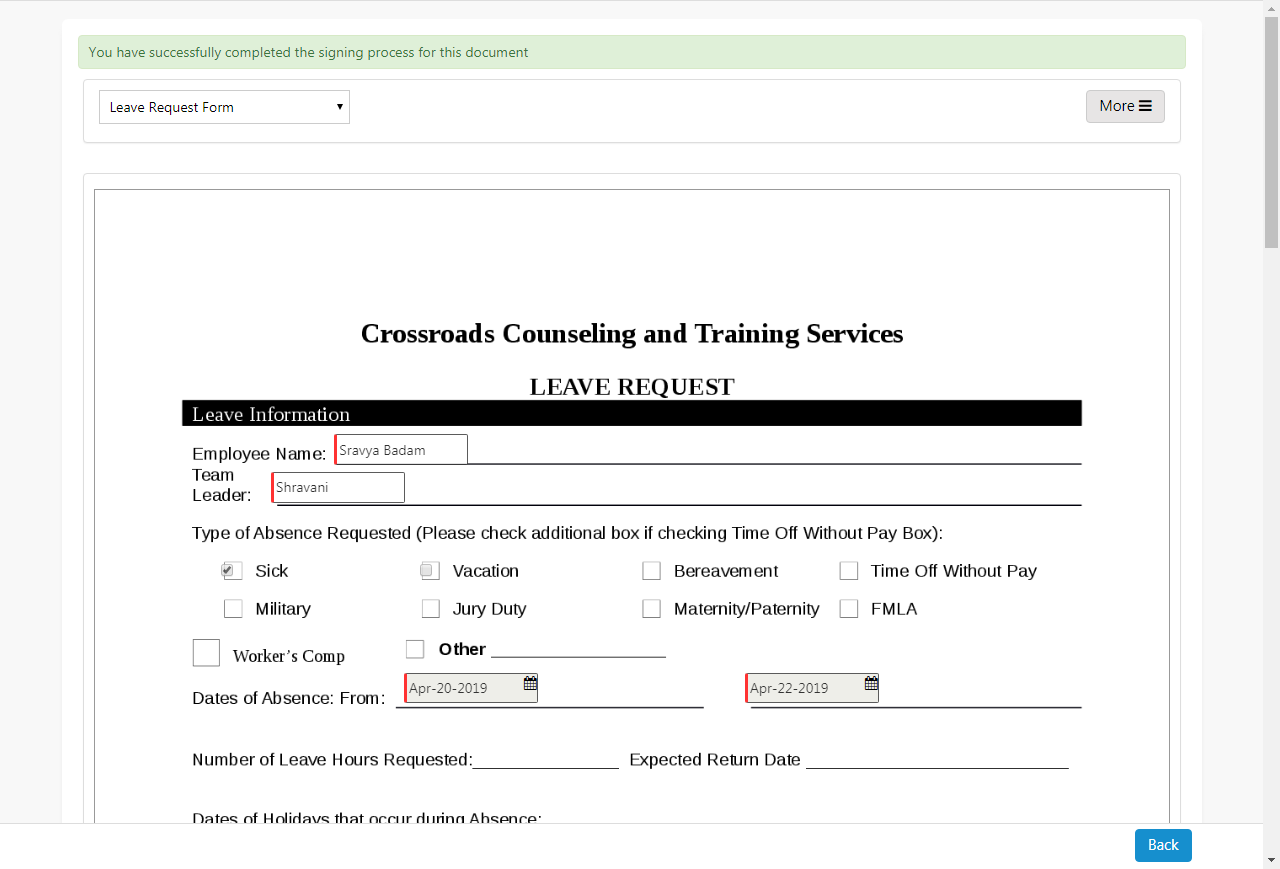 You have successfully completed the signing process for this document
Leave Request Form
More
Crossroads Counseling and Training Services
LEAVE REQUEST
Leave Information
Employee Name: Sravya Badam
Team
Leader: Shravani
Type of Absence Requested (Please check additional box if checking Time Off Without Pay Box):
Sick Vacation Bereavement Time Off Without Pay
Military Jury Duty Maternity/Paternity FMLA
Worker's Comp Other
Dates of Absence: From: Apr-20-2019 Apr-22-2019
Number of Leave Hours Requested: Expected Return Date
Dates of Holidays that occur during Absence:
Back